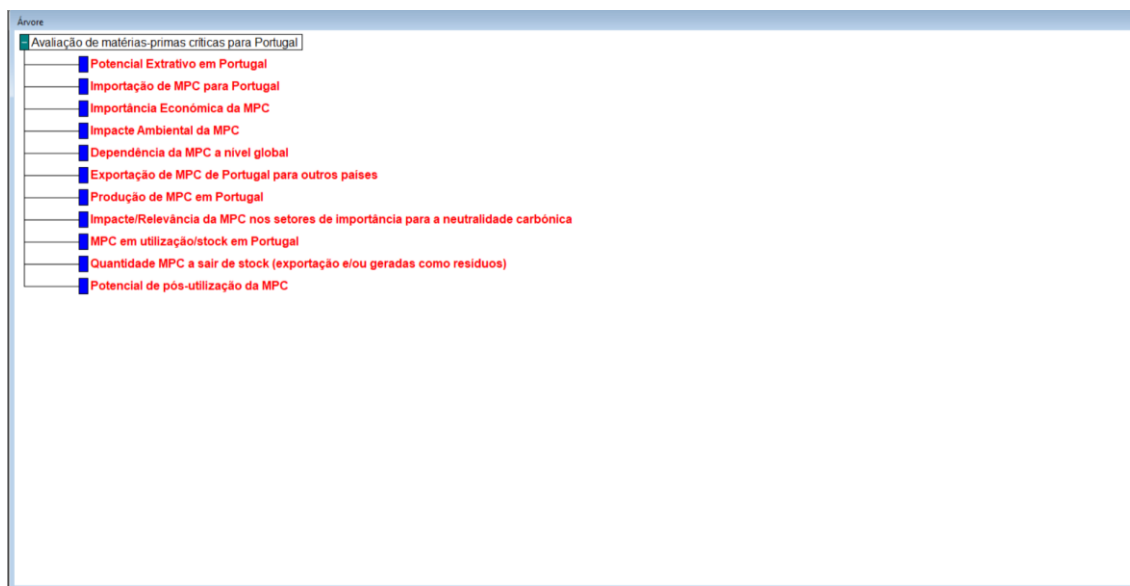 Árvore
Avaliação de matérias-primas críticas para Portugal
Potencial Extrativo em Portugal
Importação de MPC para Portugal
Importância Económica da MPC
Impacte Ambiental da MPC
Dependência da MPC a nível global
Exportação de MPC de Portugal para outros países
Produção de MPC em Portugal
Impacte/Relevância da MPC nos setores de importância para a neutralidade carbónica
MPC em utilização/stock em Portugal
Quantidade MPC a sair de stock (exportação e/ou geradas como resíduos)
Potencial de pós-utilização da MPC